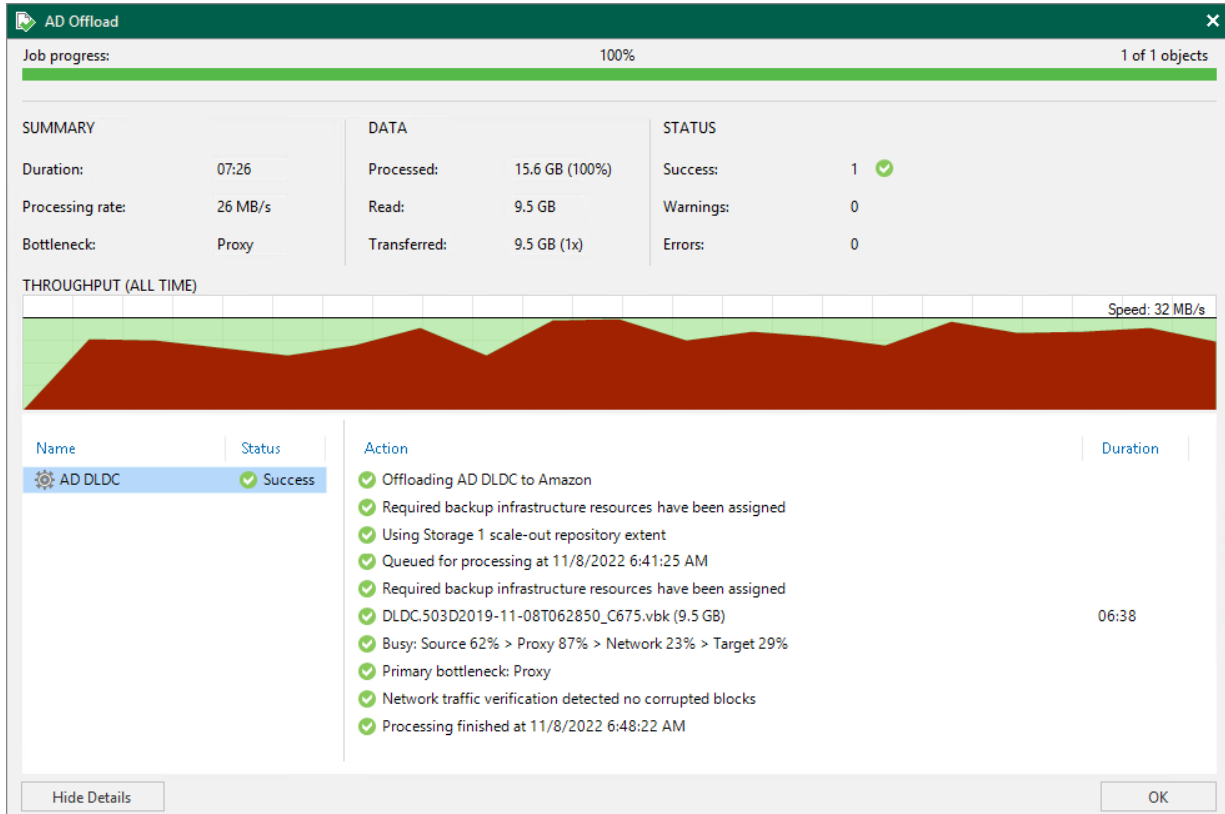 AD Offload
Job progress: 100% 1 of 1 objects
SUMMARY DATA STATUS
Duration: 07:26 Processed: 15.6 GB (100%) Success: 1
Processing rate: 26 MB/s Read: 9.5 GB Warnings: 0
Bottleneck: Proxy Transferred: 9.5 GB (1x) Errors: 0
THROUGHPUT (ALL TIME)
Speed: 32 MB/s
Name Status Action Duration
AD DLDC Success Offloading AD DLDC to Amazon
Required backup infrastructure resources have been assigned
Using Storage 1 scale-out repository extent
Queued for processing at 11/8/2022 6:41:25 AM
Required backup infrastructure resources have been assigned
DLDC.503D2019-11-08T062850_C675.vbk (9.5 GB) 06:38
Busy: Source 62% > Proxy 87% > Network 23% > Target 29%
Primary bottleneck: Proxy
Network traffic verification detected no corrupted blocks
Processing finished at 11/8/2022 6:48:22 AM
Hide Details OK